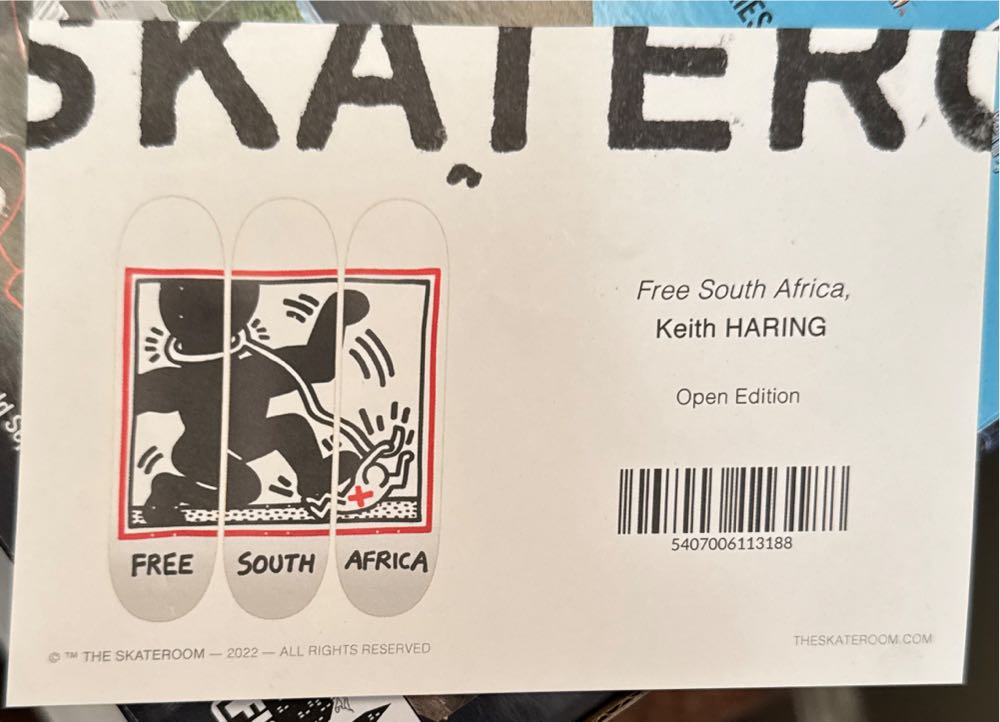 SKATERO
FREE SOUTH AFRICA
Free South Africa,
Keith HARING
Open Edition
5407006113188
© ™ THE SKATEROOM — 2022 — ALL RIGHTS RESERVED
THESKATEROOM.COM